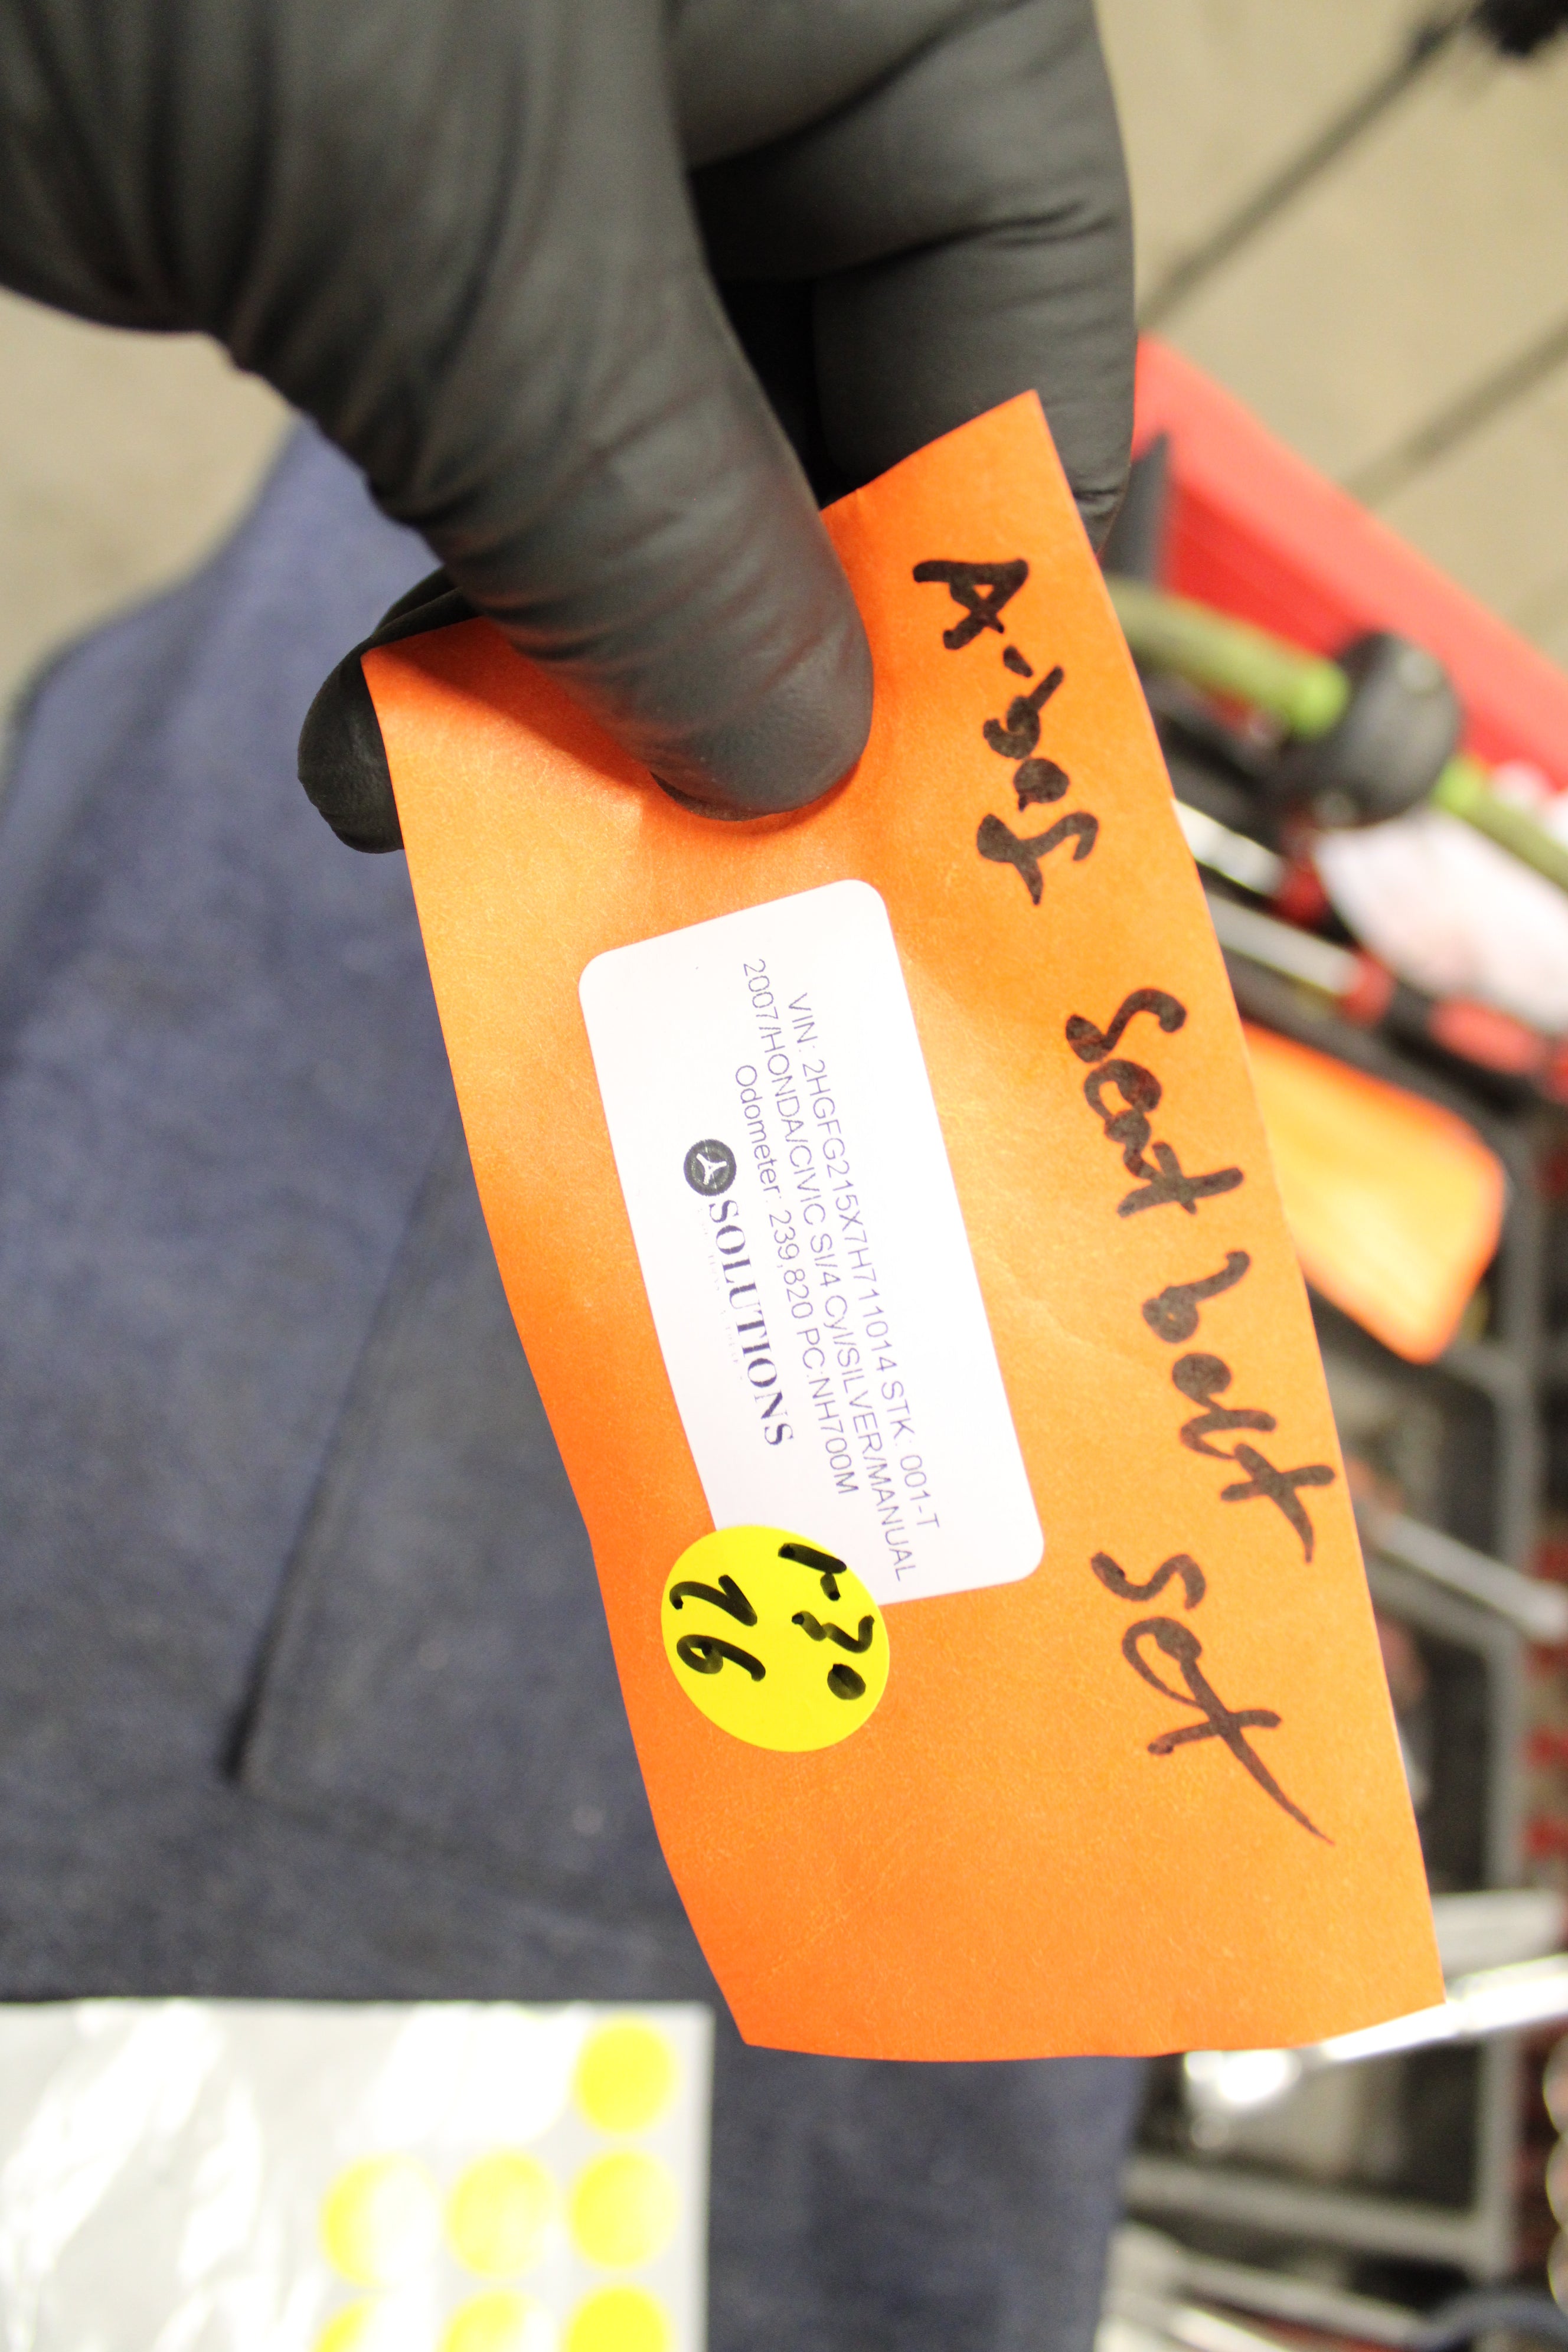 A-Bag Seat belt set
VIN: 2HGFG215X7H711014 STK: 001-T
2007/HONDA/CIVIC SI/4 Cyl/SILVER/MANUAL
Odometer: 239,820 PC:NH700M
SOLUTIONS
1-30
26